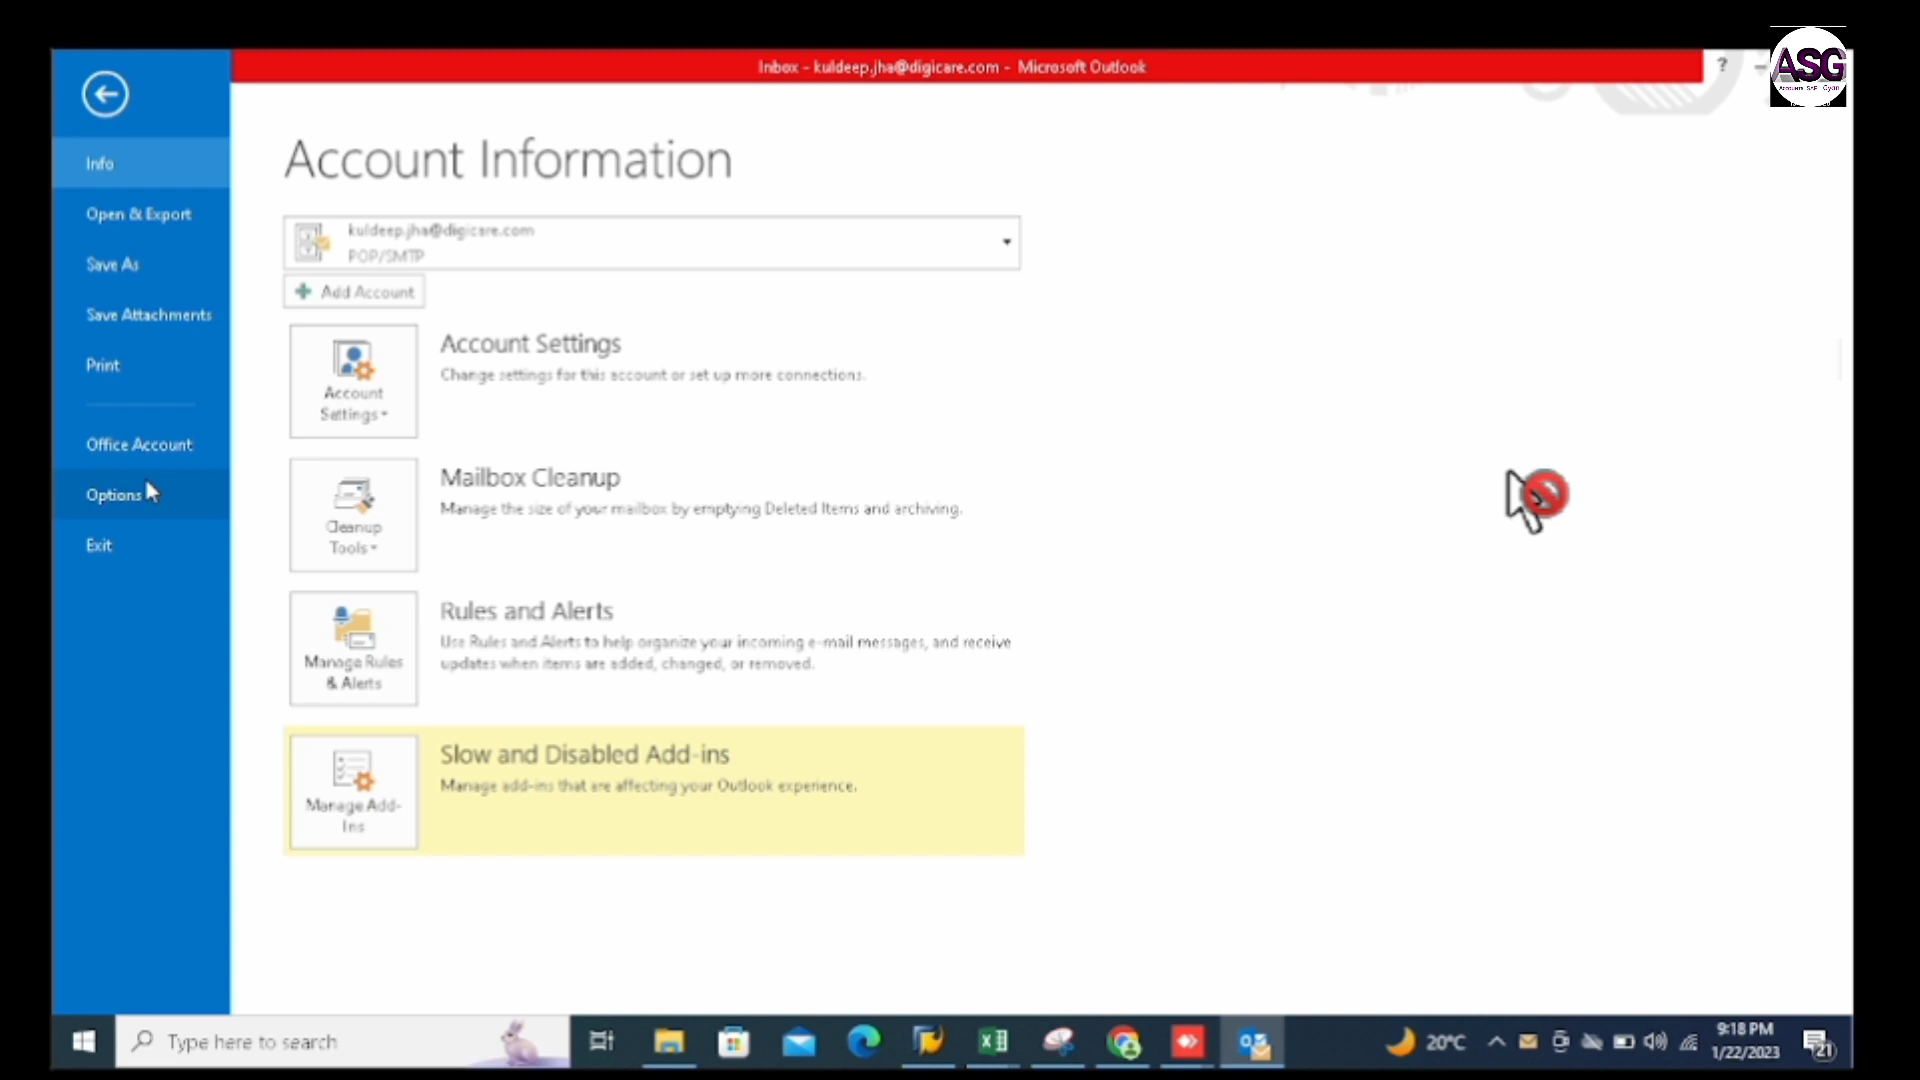 Inbox - kuldeep.jha@digicare.com - Microsoft Outlook
?
ASG
Accounts SAP Gyan
Info
Open & Export
Save As
Save Attachments
Print
Office Account
Options
Exit
Account Information
kuldeep.jha@digicare.com
POP/SMTP
Add Account
Account
Settings
Account Settings
Change settings for this account or set up more connections.
Cleanup
Tools
Mailbox Cleanup
Manage the size of your mailbox by emptying Deleted Items and archiving.
Manage Rules
& Alerts
Rules and Alerts
Use Rules and Alerts to help organize your incoming e-mail messages, and receive
updates when items are added, changed, or removed.
Manage Add-
Ins
Slow and Disabled Add-ins
Manage add-ins that are affecting your Outlook experience.
Type here to search
20°C
9:18 PM
1/22/2023
21